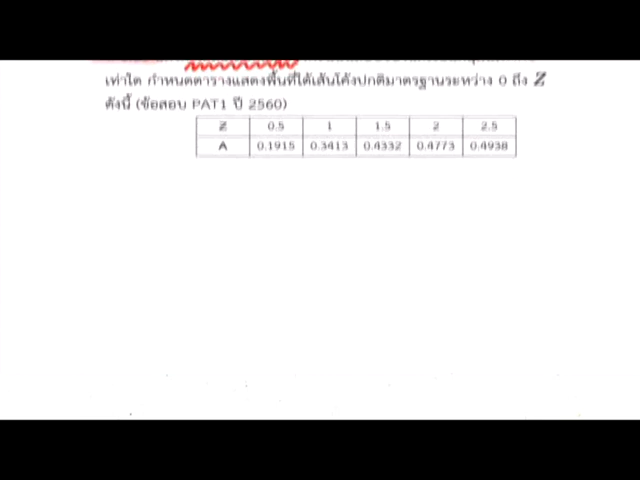 เท่าใด กำหนดตารางแสดงพื้นที่ใต้เส้นโค้งปกติมาตรฐานระหว่าง 0 ถึง Z
ดังนี้ (ข้อสอบ PAT1 ปี 2560)
Z 0.5 1 1.5 2 2.5
A 0.1915 0.3413 0.4332 0.4773 0.4938